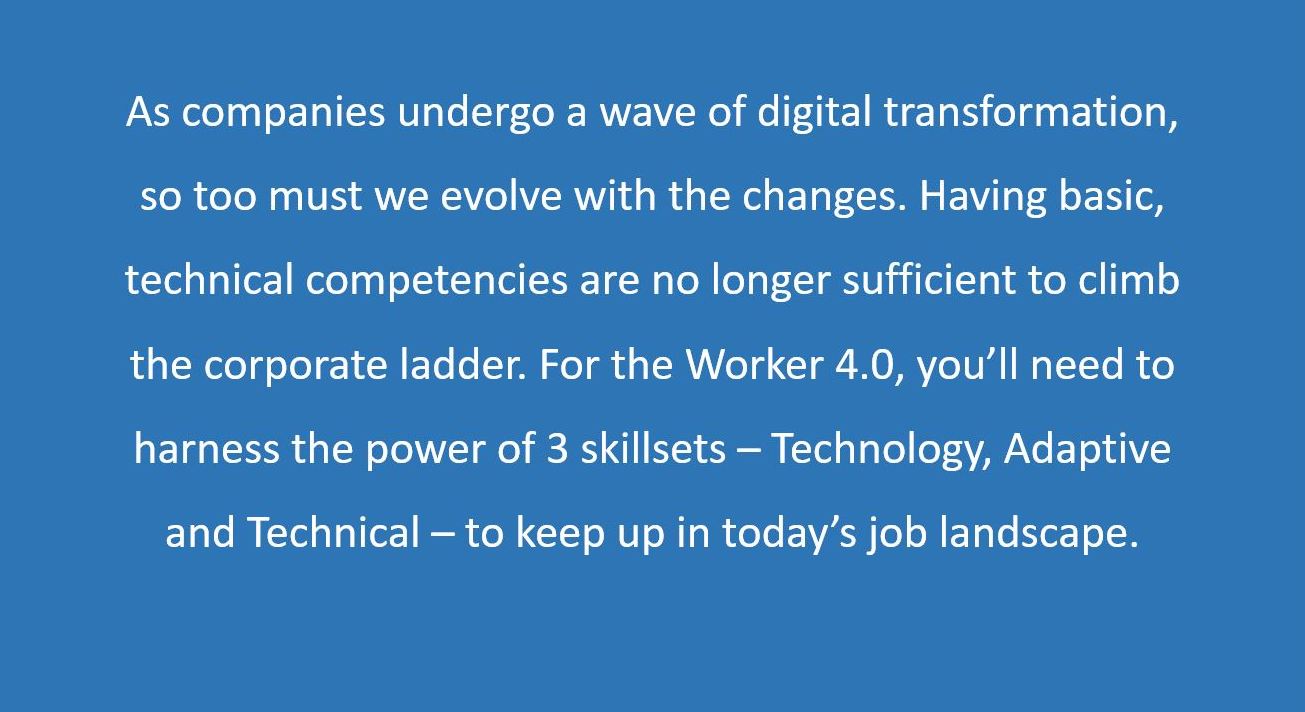 As companies undergo a wave of digital transformation,
so too must we evolve with the changes. Having basic,
technical competencies are no longer sufficient to climb
the corporate ladder. For the Worker 4.0, you’ll need to
harness the power of 3 skillsets – Technology, Adaptive
and Technical – to keep up in today’s job landscape.